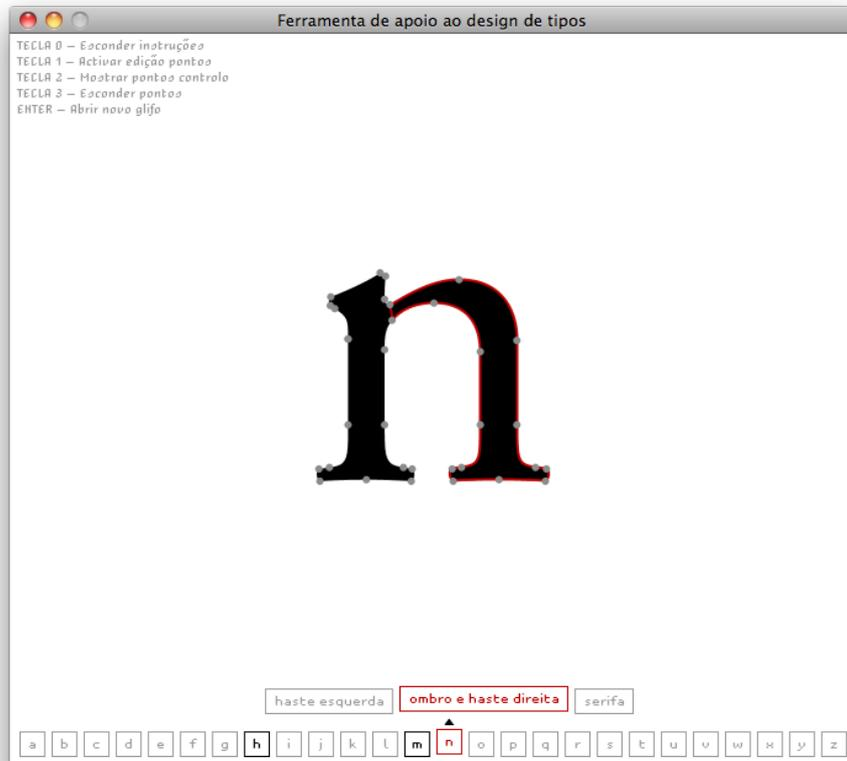 Ferramenta de apoio ao design de tipos
TECLA 0 – Esconder instruções
TECLA 1 – Activar edição pontos
TECLA 2 – Mostrar pontos controlo
TECLA 3 – Esconder pontos
ENTER – Abrir novo glifo
n
haste esquerda ombro e haste direita serifa
a b c d e f g h i j k l m n o p q r s t u v w x y z